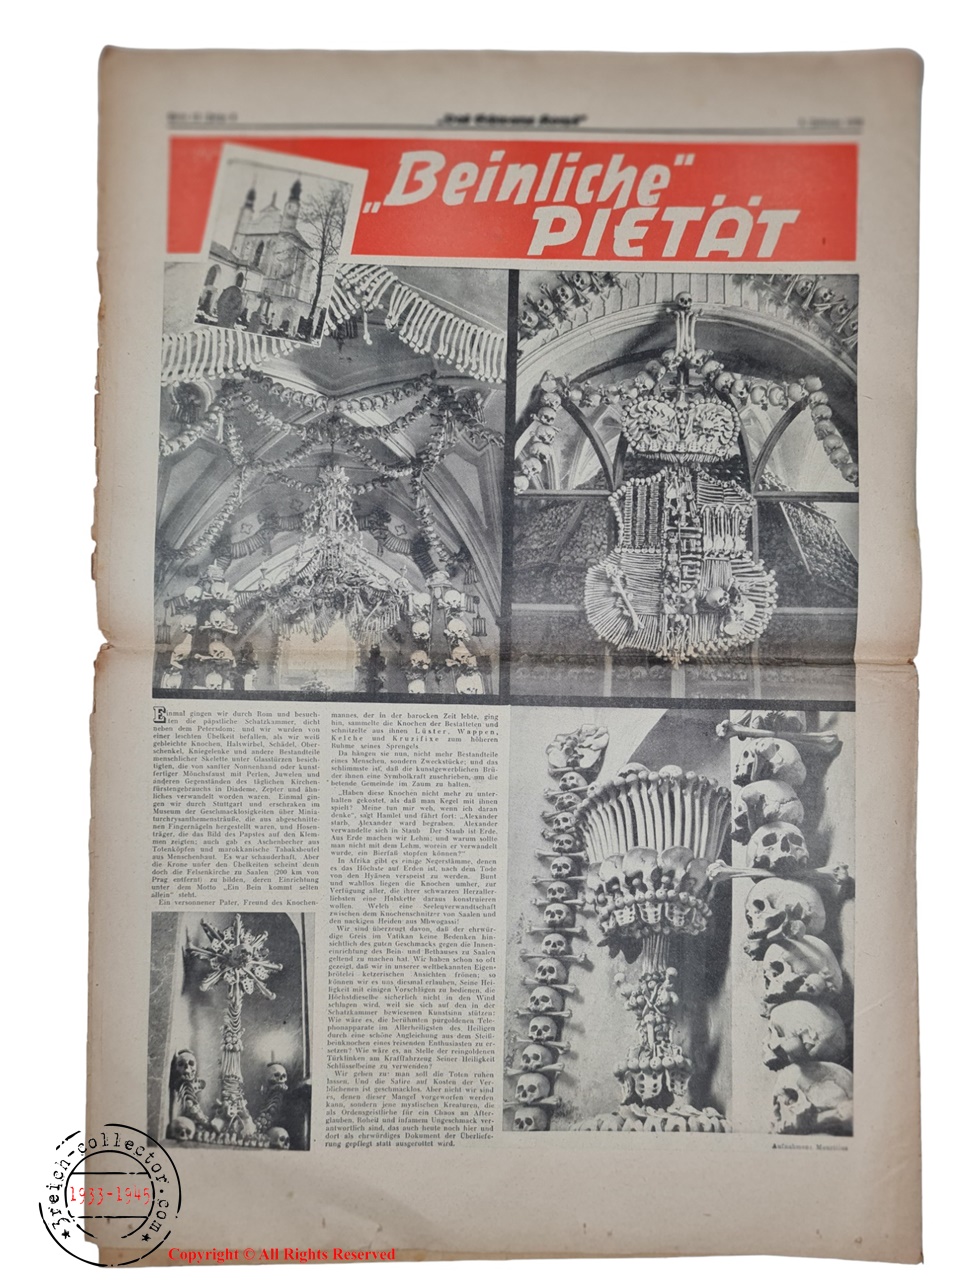 „Beinliche“
PIETÄT
Einmal gingen wir durch Rom und besuch-
ten die päpstliche Schatzkammer, dicht
neben dem Petersdom; und wir wurden von
einer leichten Übelkeit befallen, als wir weiß
gebleichte Knochen, Halswirbel, Schädel, Ober-
schenkel, Kniegelenke und andere Bestandteile
menschlicher Skelette unter Glasstürzen besich-
tigten, die von sanfter Nonnenhand oder kunst-
fertiger Mönchsfaust mit Perlen, Juwelen und
anderen Gegenständen des täglichen Kirchen-
fürstengebrauchs in Diademe, Zepter und ähn-
liches verwandelt worden waren. Einmal gin-
gen wir durch Stuttgart und erschraken im
Museum der Geschmacklosigkeiten über Minia-
turchrysanthemensträuße, die aus abgeschnitte-
nen Fingernägeln hergestellt waren, und Hosen-
träger, die das Bild des Papstes auf den Klem-
men zeigten; auch gab es Aschenbecher aus
Totenköpfen und marokkanische Tabaksbeutel
aus Menschenhaut. Es war schauderhaft. Aber
die Krone unter den Übelkeiten scheint denn
doch die Felsenkirche zu Saalen (200 km von
Prag entfernt) zu bilden, deren Einrichtung
unter dem Motto „Ein Bein kommt selten
allein“ steht.
Ein versonnener Pater, Freund des Knochen-
mannes, der in der barocken Zeit lebte, ging
hin, sammelte die Knochen der Bestatteten und
schnitzelte aus ihnen Lüster, Wappen,
Kelche und Kruzifixe zum höheren
Ruhme seines Sprengels.
Da hängen sie nun, nicht mehr Bestandteile
eines Menschen, sondern Zweckstücke; und das
schlimmste ist, daß die kunstgewerblichen Brü-
der ihnen eine Symbolkraft zuschrieben, um die
betende Gemeinde im Zaum zu halten.
„Haben diese Knochen nicht mehr zu unter-
halten gekostet, als daß man Kegel mit ihnen
spielt? Meine tun mir weh, wenn ich daran
denke“, sagt Hamlet und fährt fort: „Alexander
starb, Alexander ward begraben, Alexander
verwandelte sich in Staub. Der Staub ist Erde.
Aus Erde machen wir Lehm; und warum sollte
man nicht mit dem Lehm, worein er verwandelt
wurde, ein Bierfaß stopfen können?“
In Afrika gibt es einige Negerstämme, denen
es das Höchste auf Erden ist, nach dem Tode
von den Hyänen verspeist zu werden. Bunt
und wahllos liegen die Knochen umher, zur
Verfügung aller, die ihrer schwarzen Herzaller-
liebsten eine Halskette daraus konstruieren
wollen. Welch eine Seelenverwandtschaft
zwischen dem Knochenschnitzer von Saalen und
den nackigen Heiden aus Mbwogassi!
Wir sind überzeugt davon, daß der ehrwür-
dige Greis im Vatikan keine Bedenken hin-
sichtlich des guten Geschmacks gegen die Innen-
einrichtung des Bein- und Bethauses zu Saalen
geltend zu machen hat. Wir haben schon so oft
gezeigt, daß wir in unserer weltbekannten Eigen-
brötelei ketzerischen Ansichten frönen; so
können wir es uns diesmal erlauben, Seine Hei-
ligkeit mit einigen Vorschlägen zu bedienen, die
Höchstdieselbe sicherlich nicht in den Wind
schlagen wird, weil sie sich auf den in der
Schatzkammer bewiesenen Kunstsinn stützen:
Wie wäre es, die berühmten purgoldenen Tele-
phonapparate im Allerheiligsten des Heiligen
durch eine schöne Angleichung aus dem Steiß-
beinknochen eines reisenden Enthusiasten zu er-
setzen? Wie wäre es, an Stelle der reingoldenen
Türklinken am Kraftfahrzeug Seiner Heiligkeit
Schlüsselbeine zu verwenden?
Wir geben zu: man soll die Toten ruhen
lassen. Und die Satire auf Kosten der Ver-
blichenen ist geschmacklos. Aber nicht wir sind
es, denen dieser Mangel vorgeworfen werden
kann, sondern jene mystischen Kreaturen, die
als Ordensgeistliche für ein Chaos an After-
glauben, Roheit und infamem Ungeschmack ver-
antwortlich sind, das auch heute noch hier und
dort als ehrwürdiges Dokument der Überliefe-
rung gepflegt statt ausgerottet wird.
3reich-collector.com
1933-1945
Copyright © All Rights Reserved